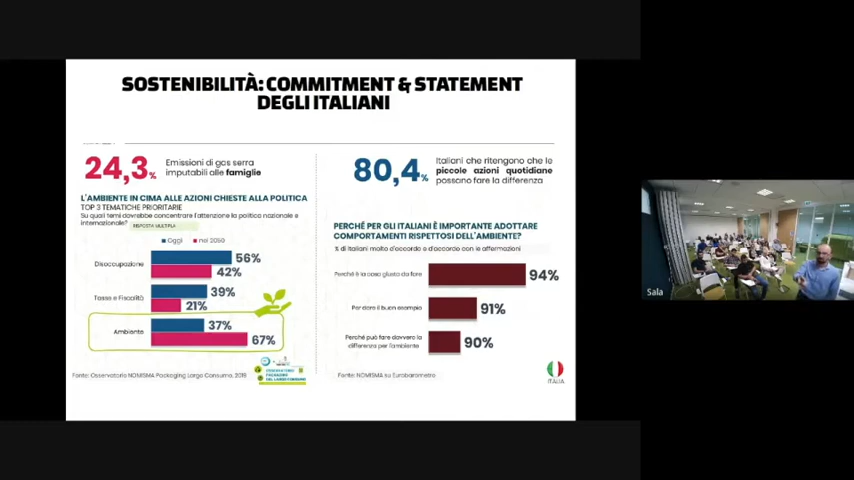 SOSTENIBILITÀ: COMMITMENT & STATEMENT
DEGLI ITALIANI
24,3%
Emissioni di gas serra
imputabili alle famiglie
L'AMBIENTE IN CIMA ALLE AZIONI CHIESTE ALLA POLITICA
TOP 3 TEMATICHE PRIORITARIE
Su quali temi dovrebbe concentrare l'attenzione la politica nazionale e
internazionale?
RISPOSTA MULTIPLA
Oggi
nel 2050
Disoccupazione
56%
42%
Tasse e Fiscalità
39%
21%
Ambiente
37%
67%
Fonte: Osservatorio NOMISMA Packaging Largo Consumo, 2019
80,4%
Italiani che ritengono che le
piccole azioni quotidiane
possono fare la differenza
PERCHÉ PER GLI ITALIANI È IMPORTANTE ADOTTARE
COMPORTAMENTI RISPETTOSI DELL'AMBIENTE?
% di Italiani molto d'accordo e d'accordo con le affermazioni
Perché è la cosa giusta da fare
94%
Per dare il buon esempio
91%
Perché può fare davvero la
differenza per l'ambiente
90%
Fonte: NOMISMA su Eurobarometro
ITALIA
Sala